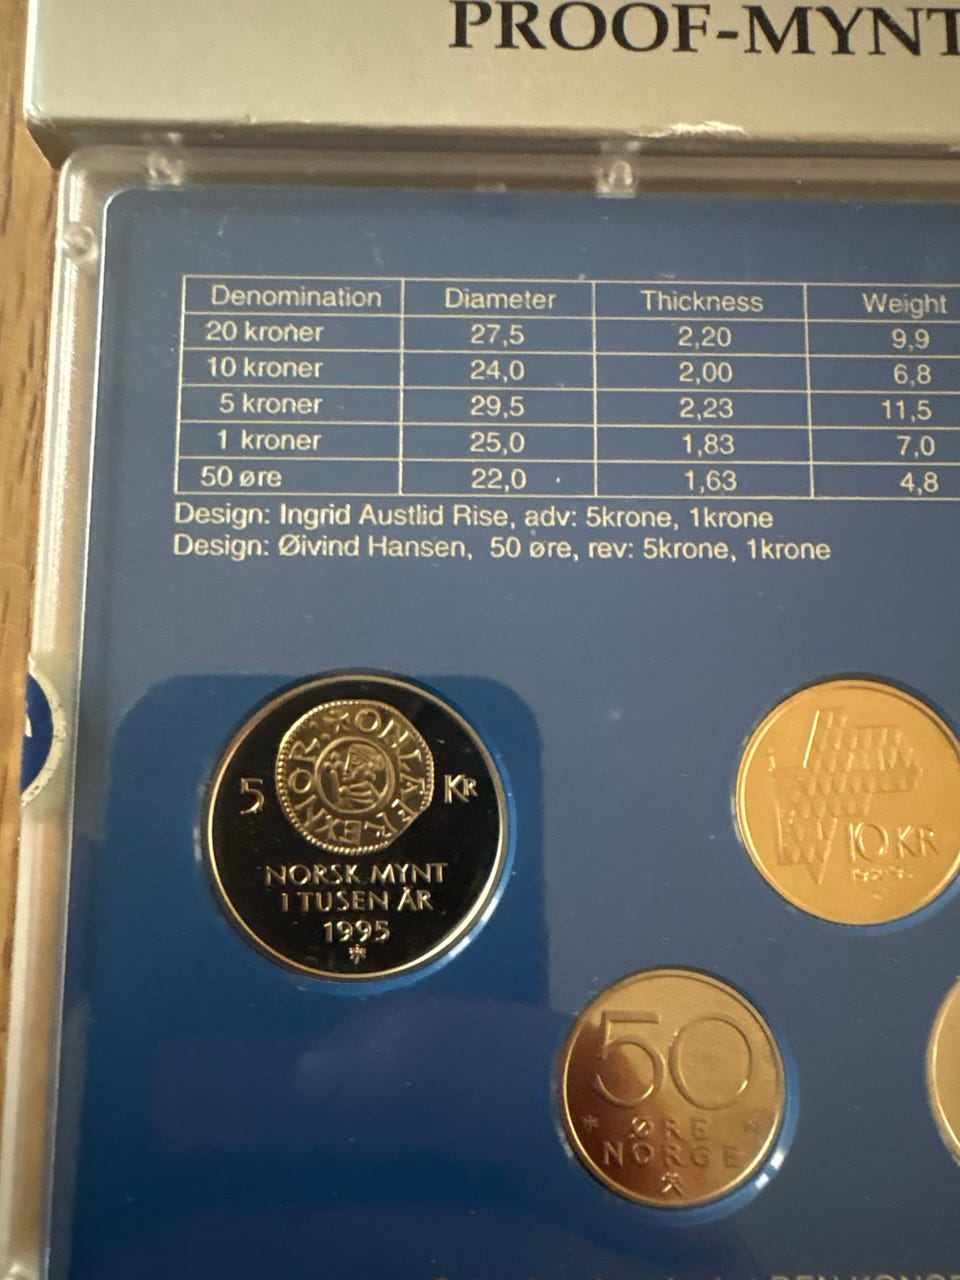 PROOF-MYNT
Denomination Diameter Thickness Weight
20 kroner 27,5 2,20 9,9
10 kroner 24,0 2,00 6,8
5 kroner 29,5 2,23 11,5
1 kroner 25,0 1,83 7,0
50 øre 22,0 1,63 4,8
Design: Ingrid Austlid Rise, adv: 5krone, 1krone
Design: Øivind Hansen, 50 øre, rev: 5krone, 1krone
5 KR
NORSK MYNT
I TUSEN ÅR
1995
10 KR
50
ØRE
NORGE